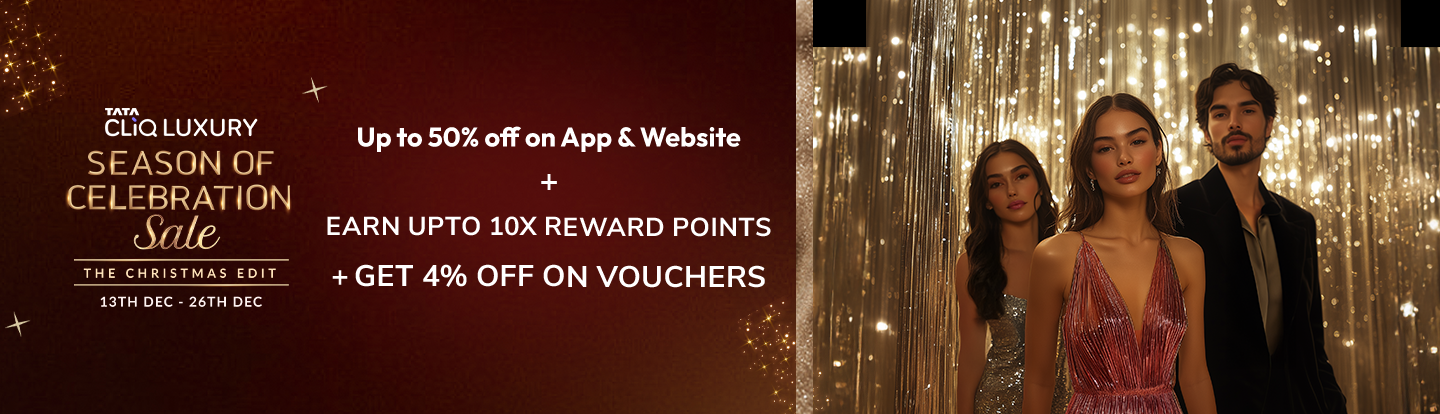 TATA
CLiQ LUXURY
SEASON OF
CELEBRATION
Sale
THE CHRISTMAS EDIT
13TH DEC - 26TH DEC
Up to 50% off on App & Website
+
EARN UPTO 10X REWARD POINTS
+ GET 4% OFF ON VOUCHERS